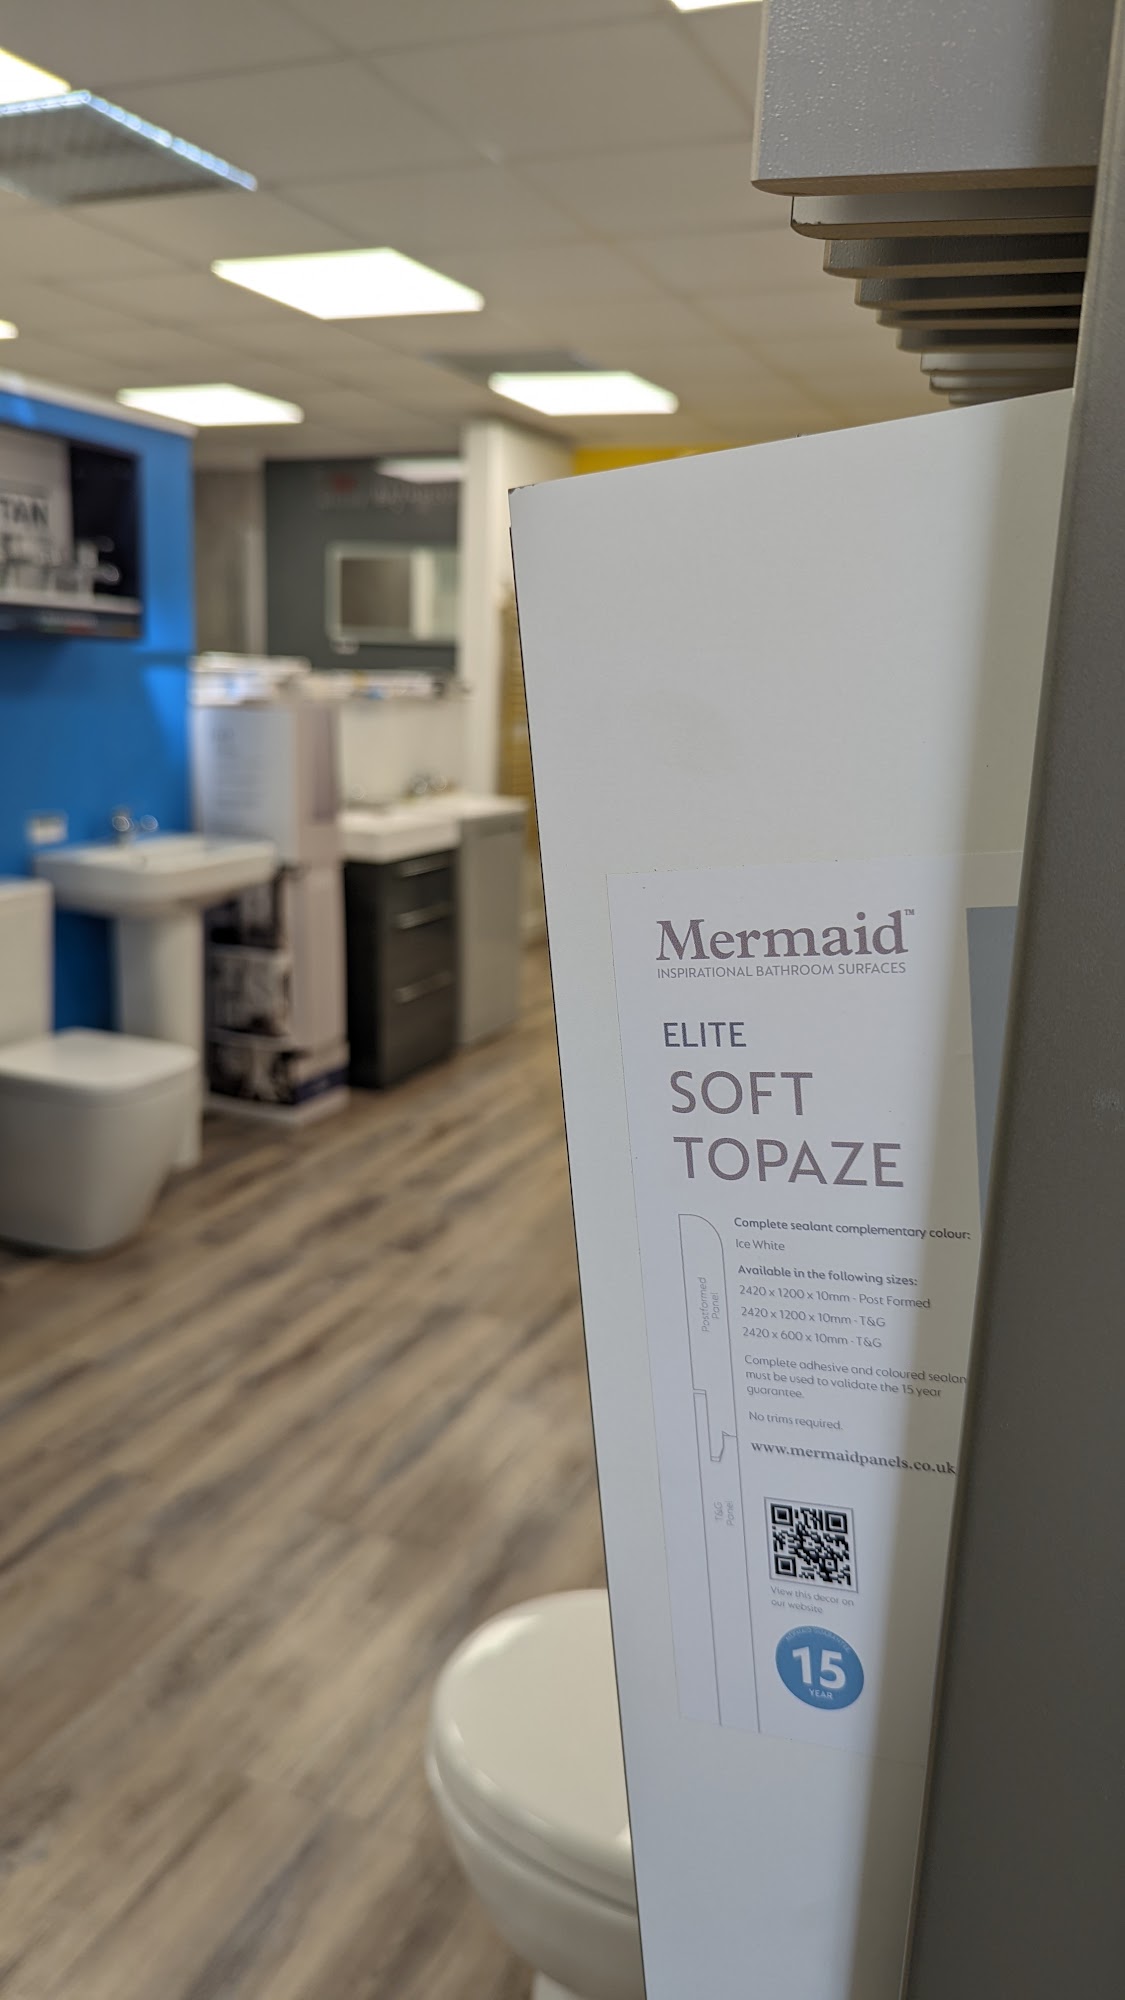 TAN
Mermaid™
INSPIRATIONAL BATHROOM SURFACES
ELITE
SOFT
TOPAZE
Complete sealant complementary colour:
Ice White
Available in the following sizes:
2420 x 1200 x 10mm - Post Formed
2420 x 1200 x 10mm - T&G
2420 x 600 x 10mm - T&G
Complete adhesive and coloured sealan
must be used to validate the 15 year
guarantee.
No trims required.
www.mermaidpanels.co.uk
Postformed
Panel
T&G
Panel
View this decor on
our website
15
YEAR